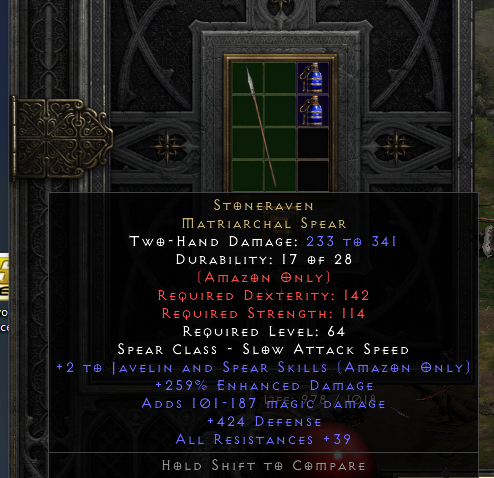 Stoneraven
Matriarchal Spear
Two-Hand Damage: 233 to 341
Durability: 17 of 28
(Amazon Only)
Required Dexterity: 142
Required Strength: 114
Required Level: 64
Spear Class - Slow Attack Speed
+2 to Javelin and Spear Skills (Amazon Only)
+259% Enhanced Damage
Adds 101-187 magic damage
+424 Defense
All Resistances +39
Hold Shift to Compare